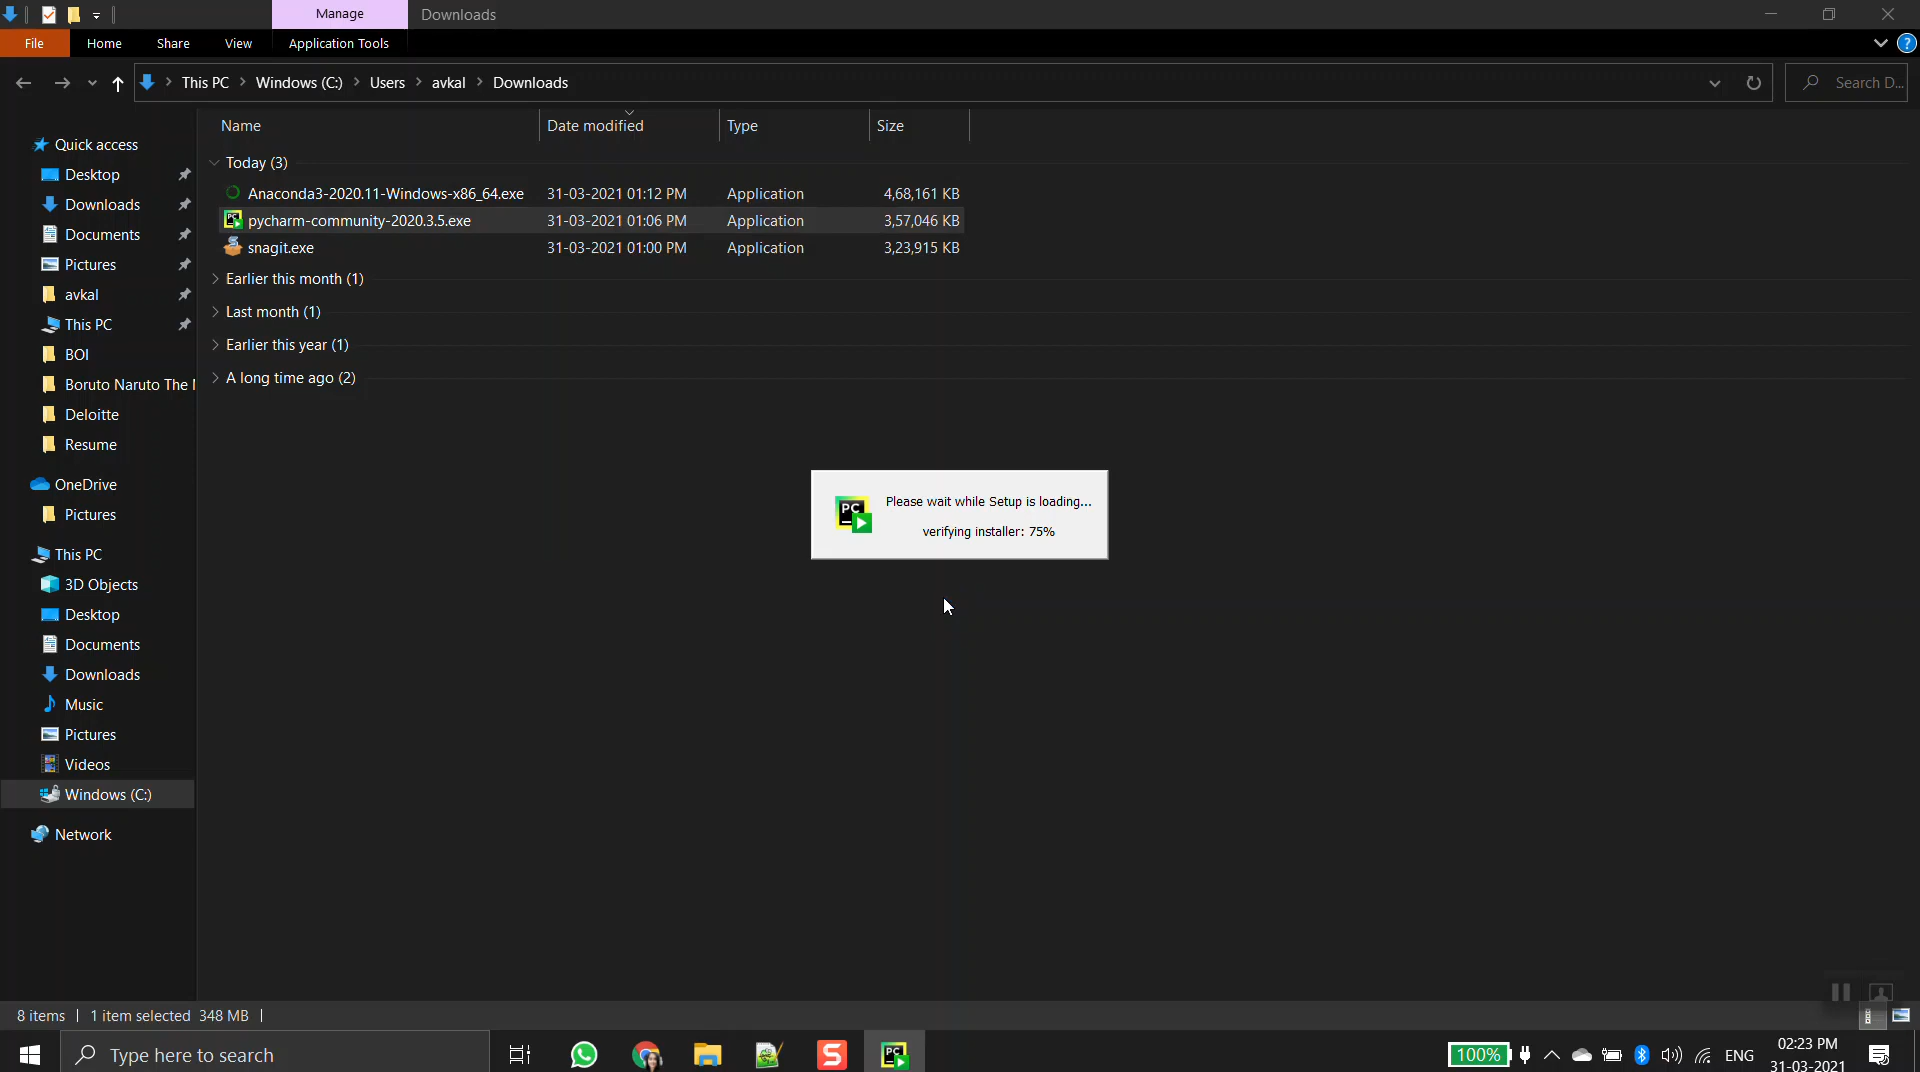 Manage
Downloads
File
Home
Share
View
Application Tools
This PC
Windows (C:)
Users
avkal
Downloads
Search D...
Name
Date modified
Type
Size
Today (3)
Anaconda3-2020.11-Windows-x86_64.exe 31-03-2021 01:12 PM Application 4,68,161 KB
pycharm-community-2020.3.5.exe 31-03-2021 01:06 PM Application 3,57,046 KB
snagit.exe 31-03-2021 01:00 PM Application 3,23,915 KB
Earlier this month (1)
Last month (1)
Earlier this year (1)
A long time ago (2)
Quick access
Desktop
Downloads
Documents
Pictures
avkal
This PC
BOI
Boruto Naruto The
Deloitte
Resume
OneDrive
Pictures
This PC
3D Objects
Desktop
Documents
Downloads
Music
Pictures
Videos
Windows (C:)
Network
PC
Please wait while Setup is loading...
verifying installer: 75%
8 items
1 item selected 348 MB
Type here to search
S
PC
100%
ENG
02:23 PM
31-03-2021